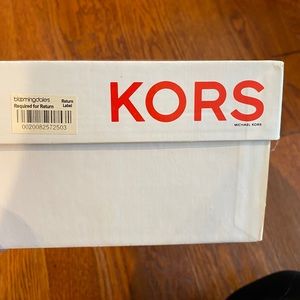 bloomingdales Return
Required for Return Label
0020082572503
KORS
MICHAEL KORS